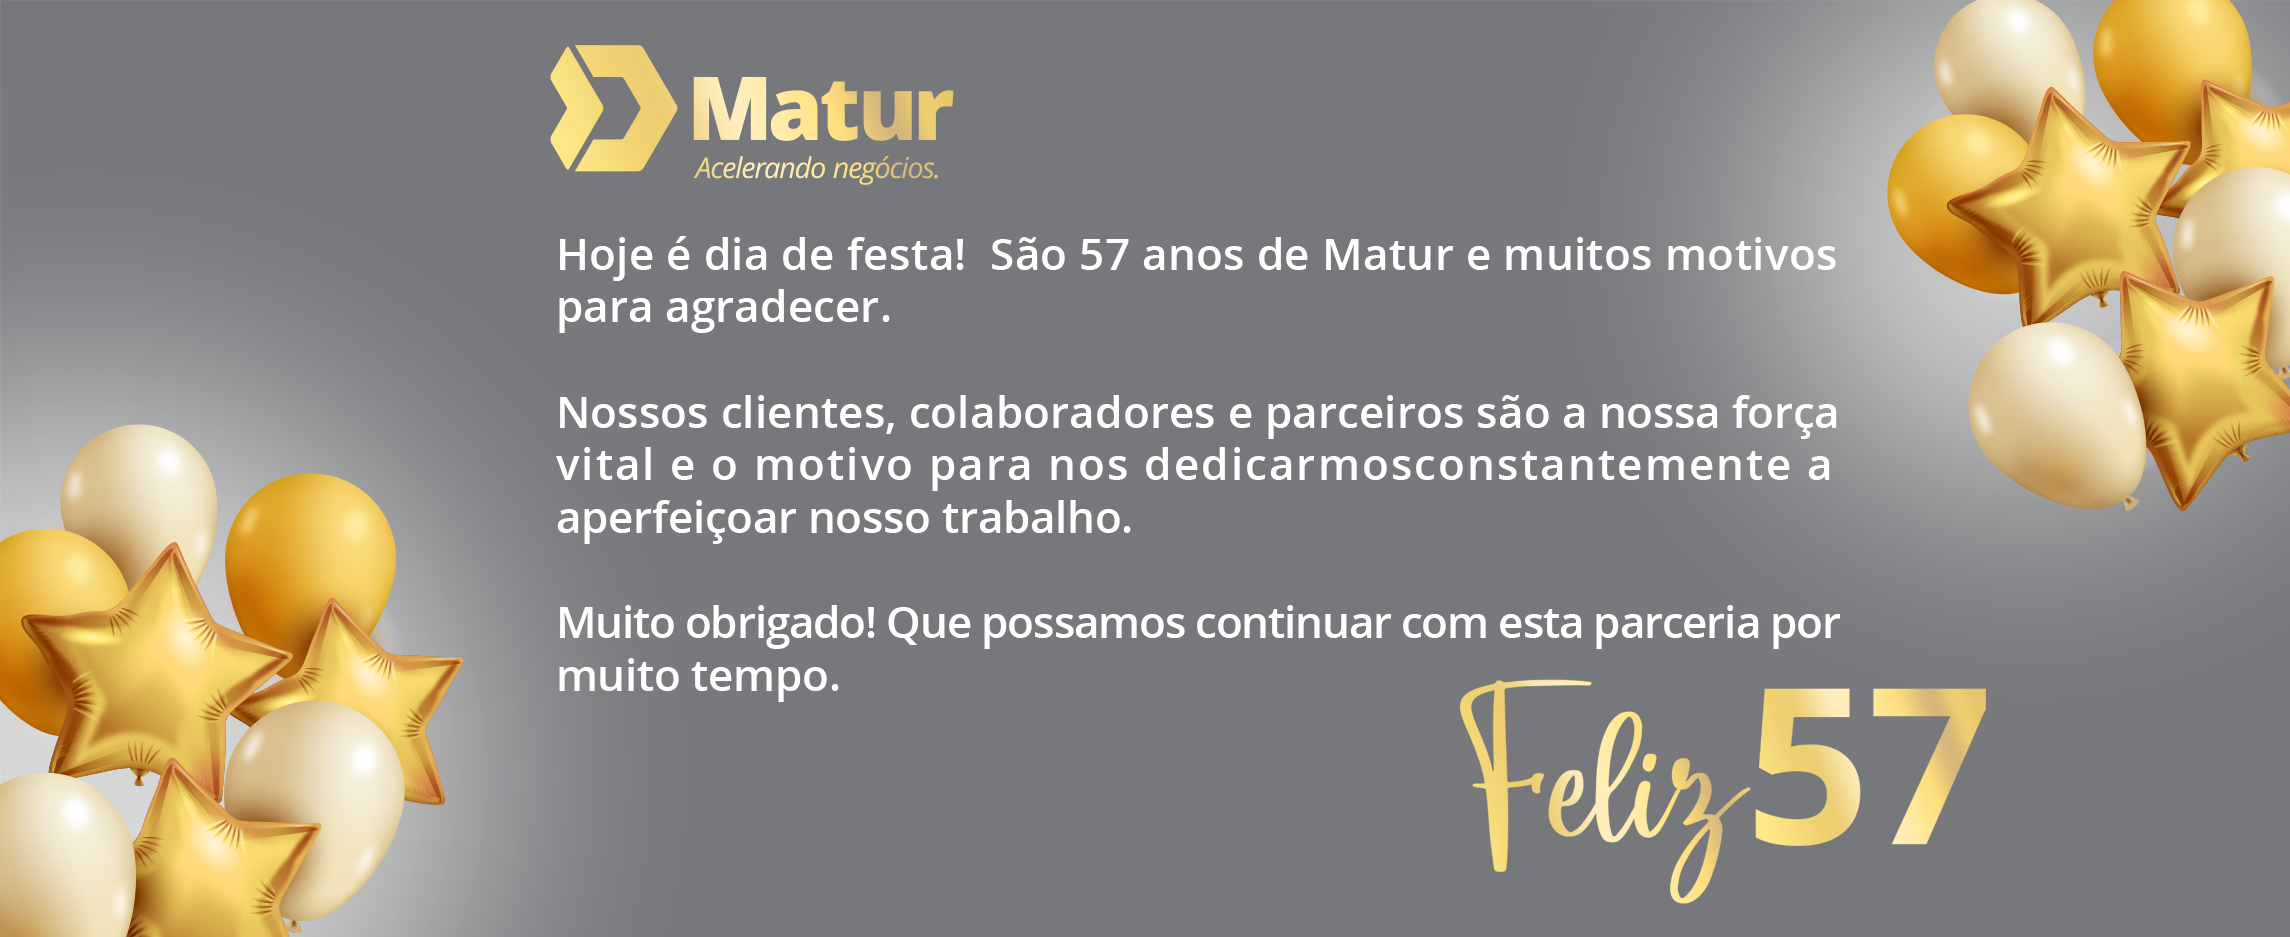 Matur
Acelerando negócios.
Hoje é dia de festa!  São 57 anos de Matur e muitos motivos
para agradecer.
Nossos clientes, colaboradores e parceiros são a nossa força
vital e o motivo para nos dedicarmosconstantemente a
aperfeiçoar nosso trabalho.
Muito obrigado! Que possamos continuar com esta parceria por
muito tempo.
Feliz 57